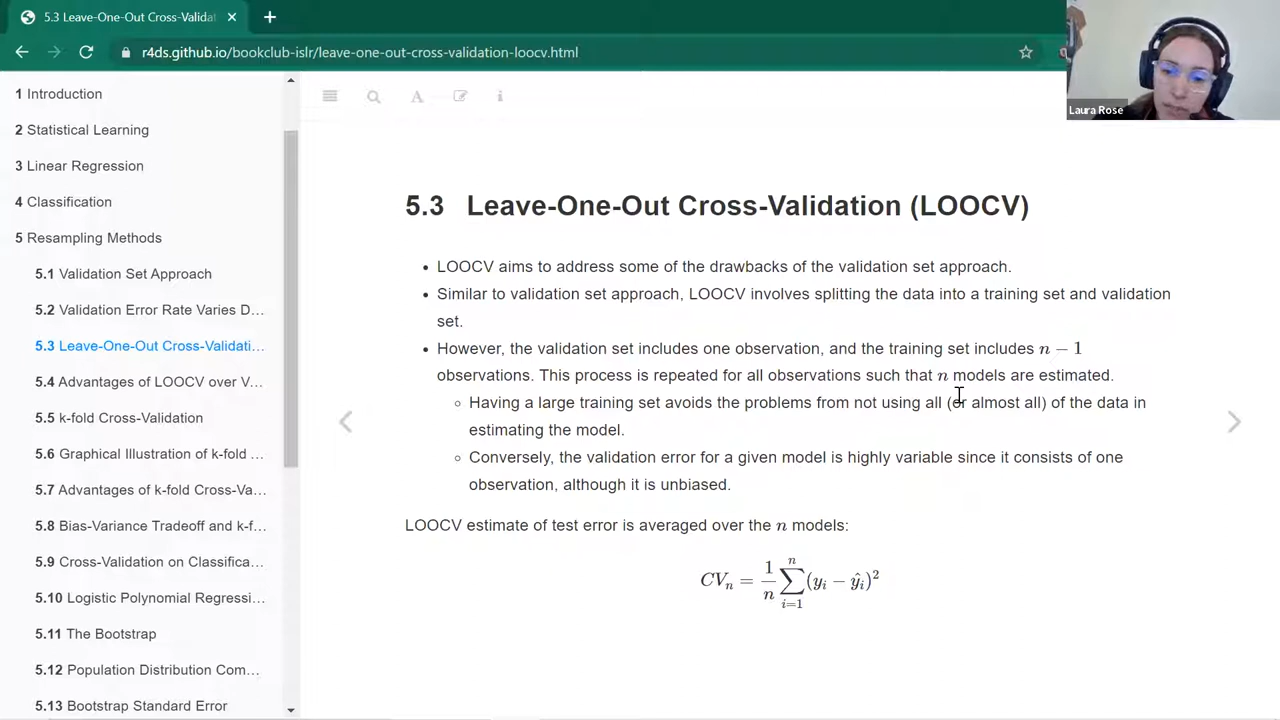 5.3 Leave-One-Out Cross-Validat
r4ds.github.io/bookclub-islr/leave-one-out-cross-validation-loocv.html
Laura Rose
1 Introduction
2 Statistical Learning
3 Linear Regression
4 Classification
5 Resampling Methods
5.1 Validation Set Approach
5.2 Validation Error Rate Varies D…
5.3 Leave-One-Out Cross-Validati…
5.4 Advantages of LOOCV over V…
5.5 k-fold Cross-Validation
5.6 Graphical Illustration of k-fold …
5.7 Advantages of k-fold Cross-Va…
5.8 Bias-Variance Tradeoff and k-f…
5.9 Cross-Validation on Classifica…
5.10 Logistic Polynomial Regressi…
5.11 The Bootstrap
5.12 Population Distribution Com…
5.13 Bootstrap Standard Error
A
i
5.3 Leave-One-Out Cross-Validation (LOOCV)
• LOOCV aims to address some of the drawbacks of the validation set approach.
• Similar to validation set approach, LOOCV involves splitting the data into a training set and validation
set.
• However, the validation set includes one observation, and the training set includes n − 1
observations. This process is repeated for all observations such that n models are estimated.
◦ Having a large training set avoids the problems from not using all (or almost all) of the data in
estimating the model.
◦ Conversely, the validation error for a given model is highly variable since it consists of one
observation, although it is unbiased.
LOOCV estimate of test error is averaged over the n models:
CVₙ = 1/n ∑ᵢ₌₁ⁿ (yᵢ − ŷᵢ)²